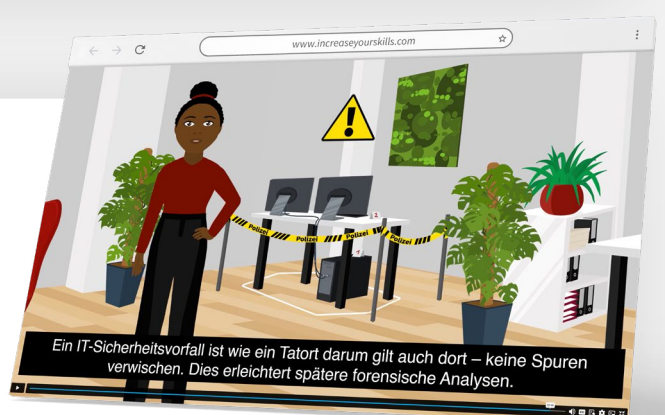 www.increaseyourskills.com
Polizei Polizei Polizei Polizei
Ein IT-Sicherheitsvorfall ist wie ein Tatort darum gilt auch dort – keine Spuren
verwischen. Dies erleichtert spätere forensische Analysen.